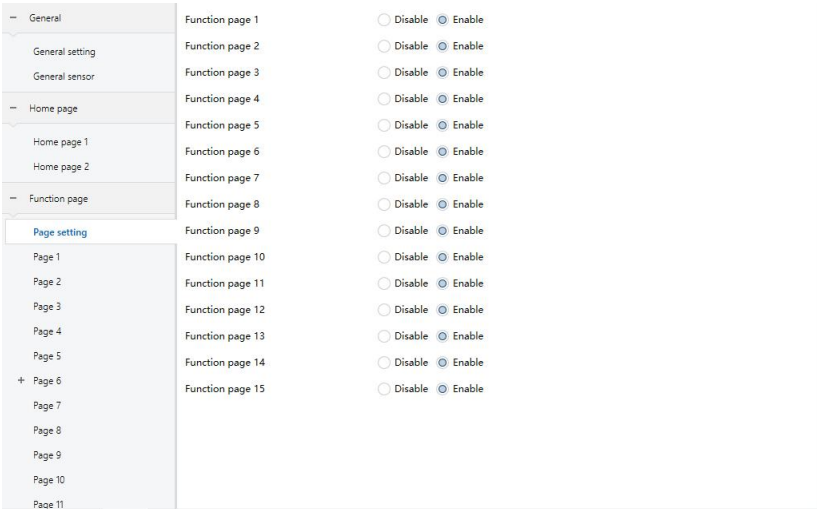 General
General setting
General sensor
Home page
Home page 1
Home page 2
Function page
Page setting
Page 1
Page 2
Page 3
Page 4
Page 5
Page 6
Page 7
Page 8
Page 9
Page 10
Page 11
Function page 1 Disable Enable
Function page 2 Disable Enable
Function page 3 Disable Enable
Function page 4 Disable Enable
Function page 5 Disable Enable
Function page 6 Disable Enable
Function page 7 Disable Enable
Function page 8 Disable Enable
Function page 9 Disable Enable
Function page 10 Disable Enable
Function page 11 Disable Enable
Function page 12 Disable Enable
Function page 13 Disable Enable
Function page 14 Disable Enable
Function page 15 Disable Enable